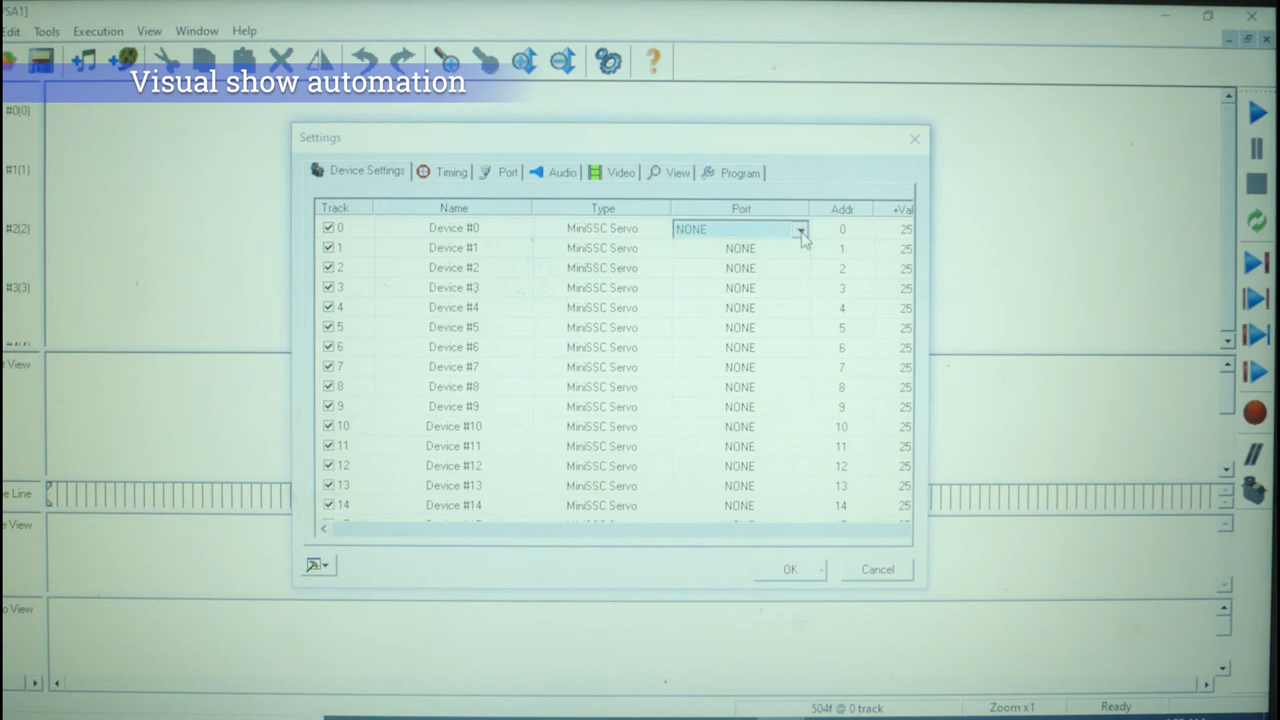 SA1]
Edit Tools Execution View Window Help
Visual show automation
#0(0)
#1(1)
#2(2)
#3(3)
Settings
Device Settings Timing Port Audio Video View Program
Track Name Type Port Addr +Val
0 Device #0 MiniSSC Servo NONE 0 25
1 Device #1 MiniSSC Servo NONE 1 25
2 Device #2 MiniSSC Servo NONE 2 25
3 Device #3 MiniSSC Servo NONE 3 25
4 Device #4 MiniSSC Servo NONE 4 25
5 Device #5 MiniSSC Servo NONE 5 25
6 Device #6 MiniSSC Servo NONE 6 25
7 Device #7 MiniSSC Servo NONE 7 25
8 Device #8 MiniSSC Servo NONE 8 25
9 Device #9 MiniSSC Servo NONE 9 25
10 Device #10 MiniSSC Servo NONE 10 25
11 Device #11 MiniSSC Servo NONE 11 25
12 Device #12 MiniSSC Servo NONE 12 25
13 Device #13 MiniSSC Servo NONE 13 25
14 Device #14 MiniSSC Servo NONE 14 25
OK Cancel
t View
e Line
e View
o View
504f @ 0 track Zoom x1 Ready